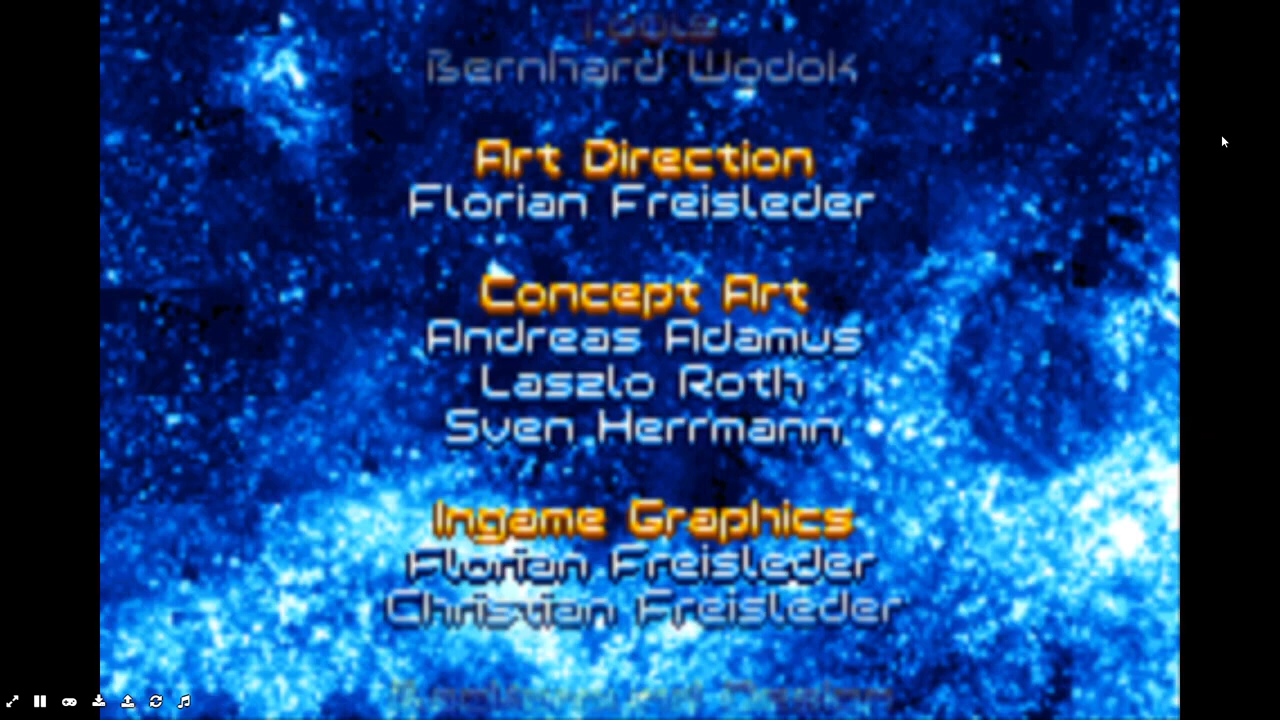 Tools
Bernhard Wodok
Art Direction
Florian Freisleder
Concept Art
Andreas Adamus
Laszlo Roth
Sven Herrmann
Ingame Graphics
Florian Freisleder
Christian Freisleder